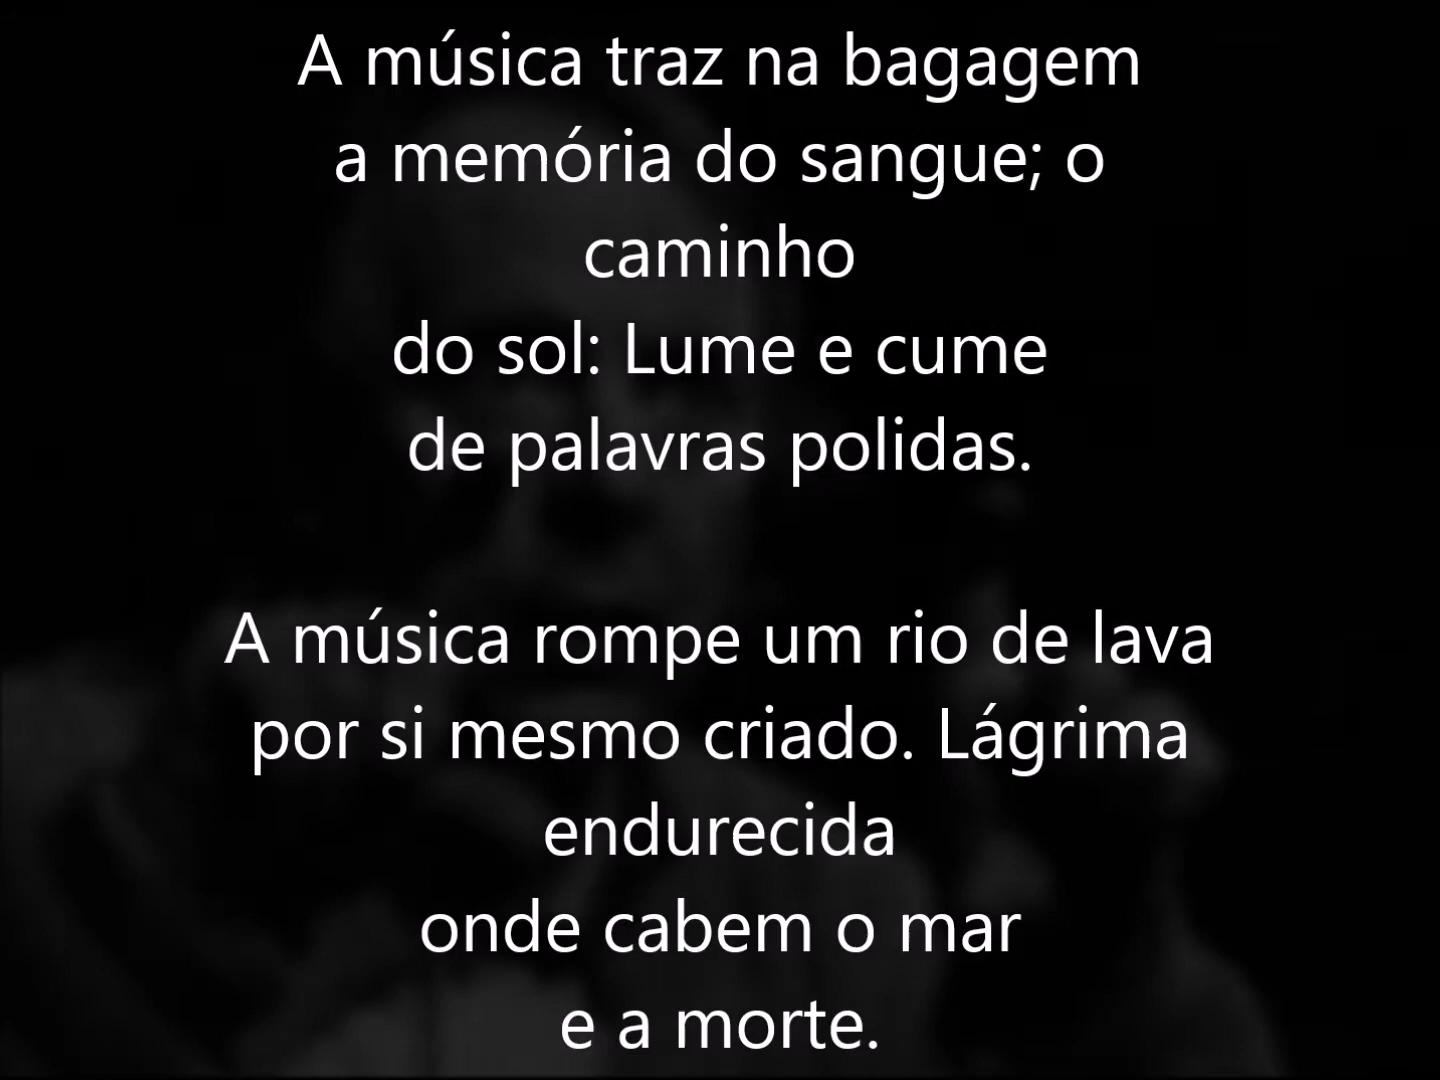 A música traz na bagagem
a memória do sangue; o
caminho
do sol: Lume e cume
de palavras polidas.
A música rompe um rio de lava
por si mesmo criado. Lágrima
endurecida
onde cabem o mar
e a morte.